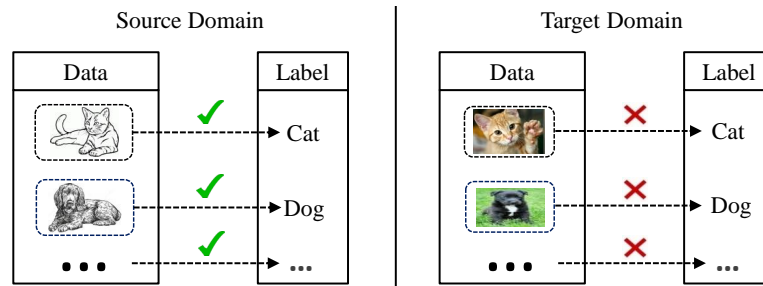 Source Domain
Target Domain
Data
Label
Data
Label
Cat
Cat
Dog
Dog
...
...
...
...